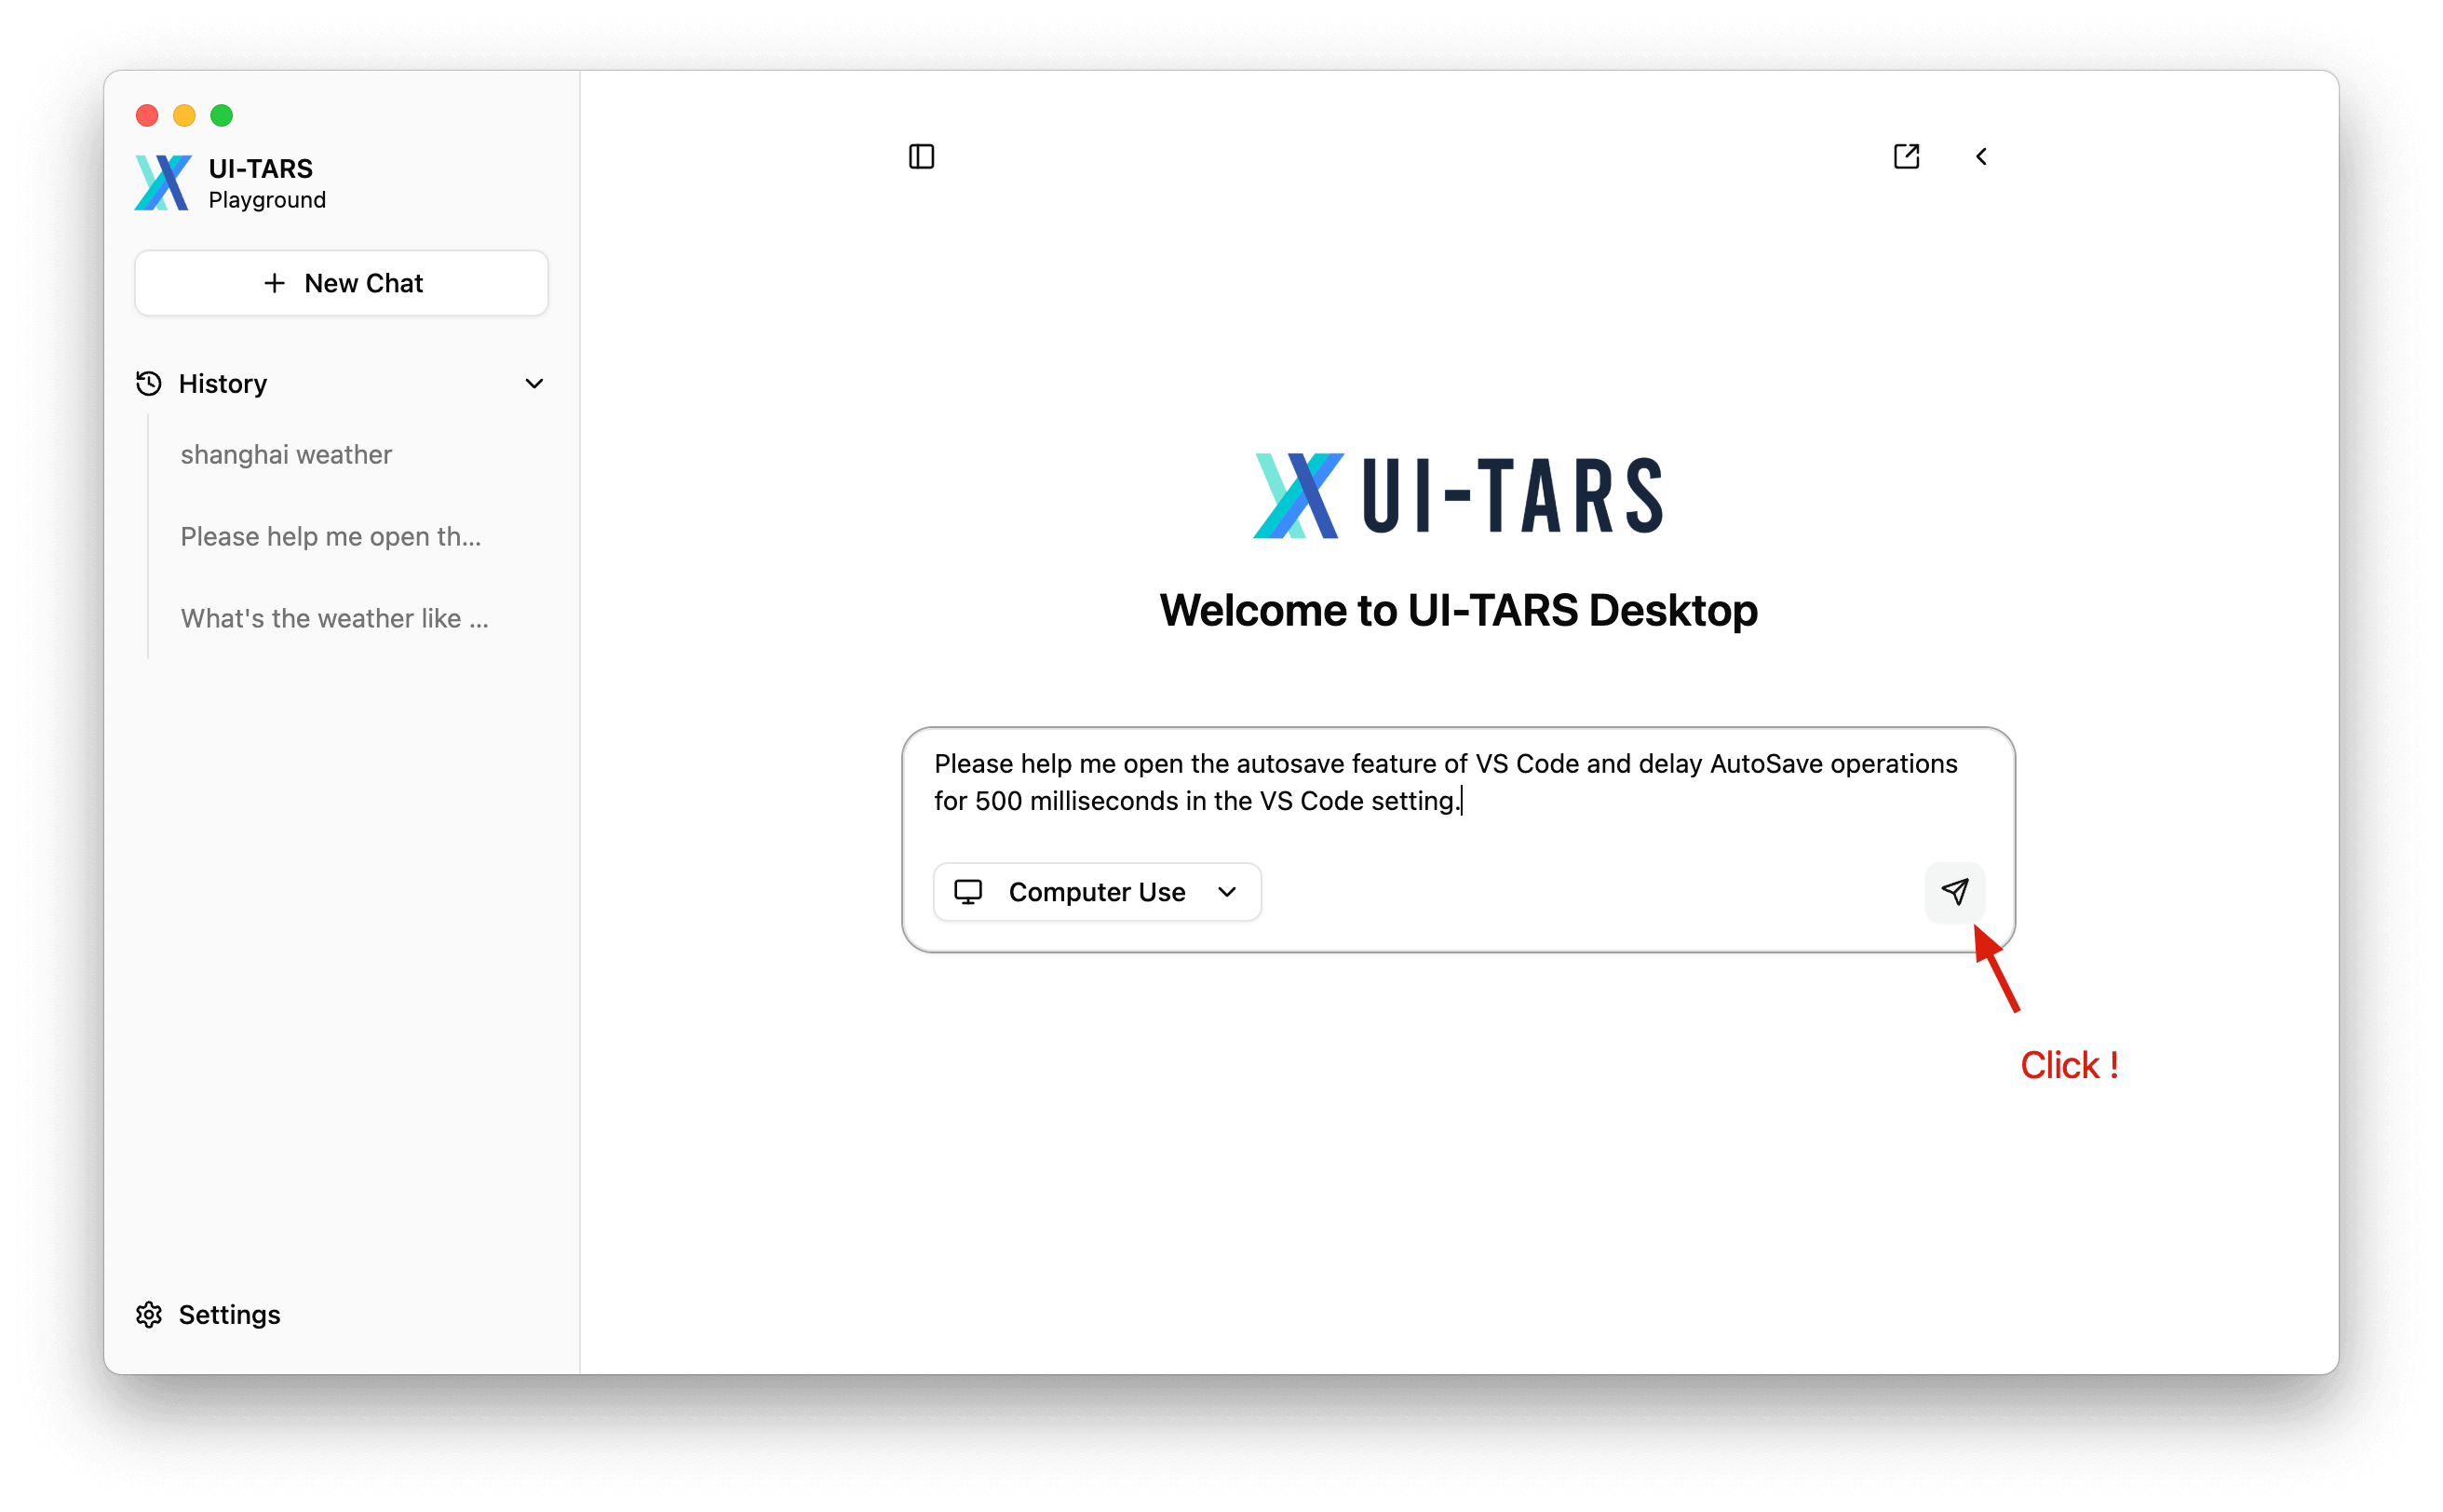 UI-TARS
Playground
New Chat
History
shanghai weather
Please help me open th...
What's the weather like ...
Settings
UI-TARS
Welcome to UI-TARS Desktop
Please help me open the autosave feature of VS Code and delay AutoSave operations
for 500 milliseconds in the VS Code setting.
Computer Use
Click !